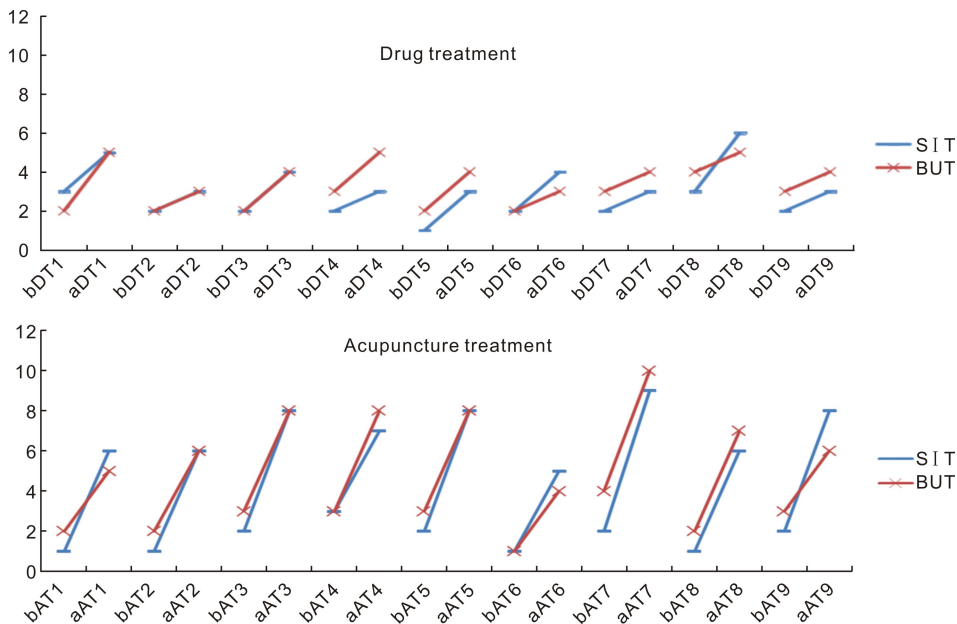 12
Drug treatment
10
8
6
4
2
0
SIT
BUT
bDT1 aDT1 bDT2 aDT2 bDT3 aDT3 bDT4 aDT4 bDT5 aDT5 bDT6 aDT6 bDT7 aDT7 bDT8 aDT8 bDT9 aDT9
12
Acupuncture treatment
10
8
6
4
2
0
SIT
BUT
bAT1 aAT1 bAT2 aAT2 bAT3 aAT3 bAT4 aAT4 bAT5 aAT5 bAT6 aAT6 bAT7 aAT7 bAT8 aAT8 bAT9 aAT9